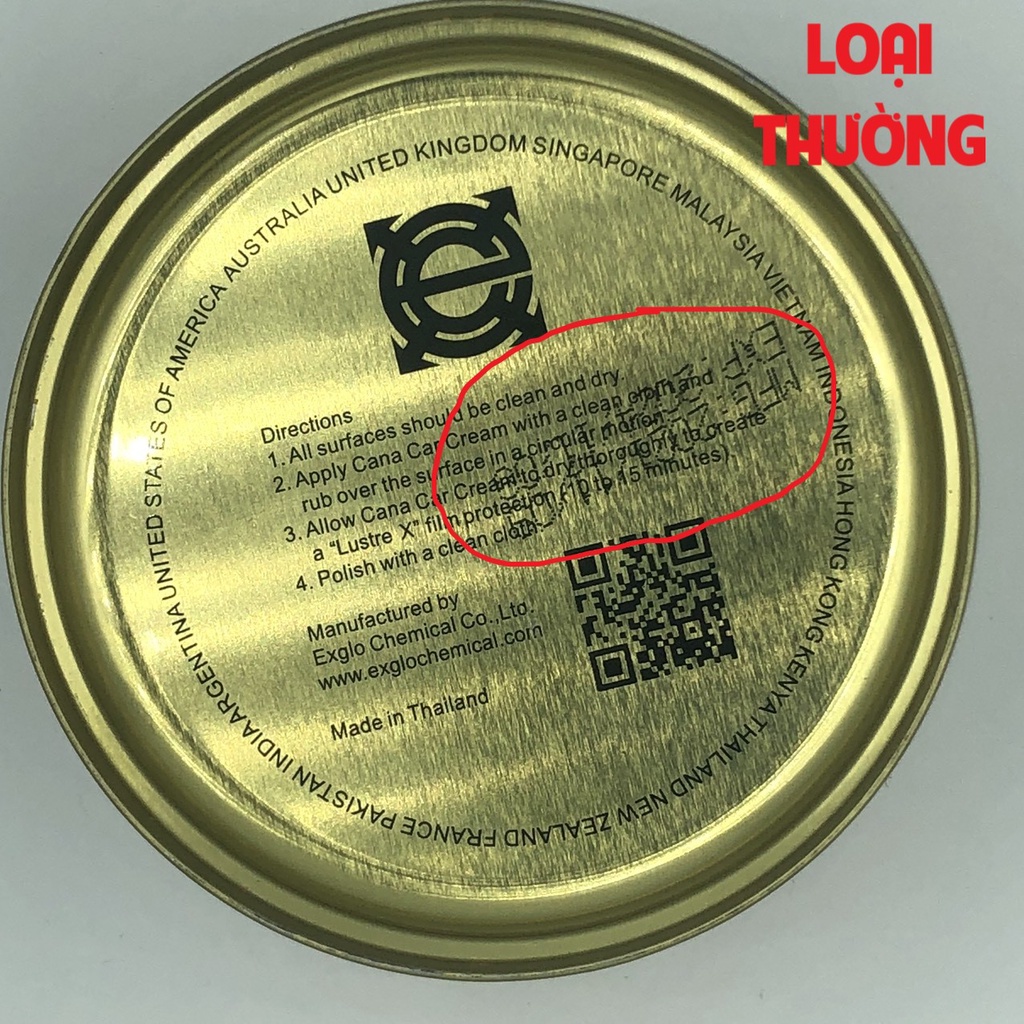 LOẠI
THƯỜNG
UNITED STATES OF AMERICA AUSTRALIA UNITED KINGDOM SINGAPORE MALAYSIA VIETNAM INDONESIA HONG KONG KENYA THAILAND NEW ZEALAND FRANCE PAKISTAN INDIA ARGENTINA
e
Directions
1. All surfaces should be clean and dry.
2. Apply Cana Car Cream with a clean cloth and
rub over the surface in a circular motion.
3. Allow Cana Car Cream to dry thoroughly to create
a "Lustre X" film protection (10 to 15 minutes).
4. Polish with a clean cloth.
Manufactured by
Exglo Chemical Co.,Ltd.
www.exglochemical.com
Made in Thailand